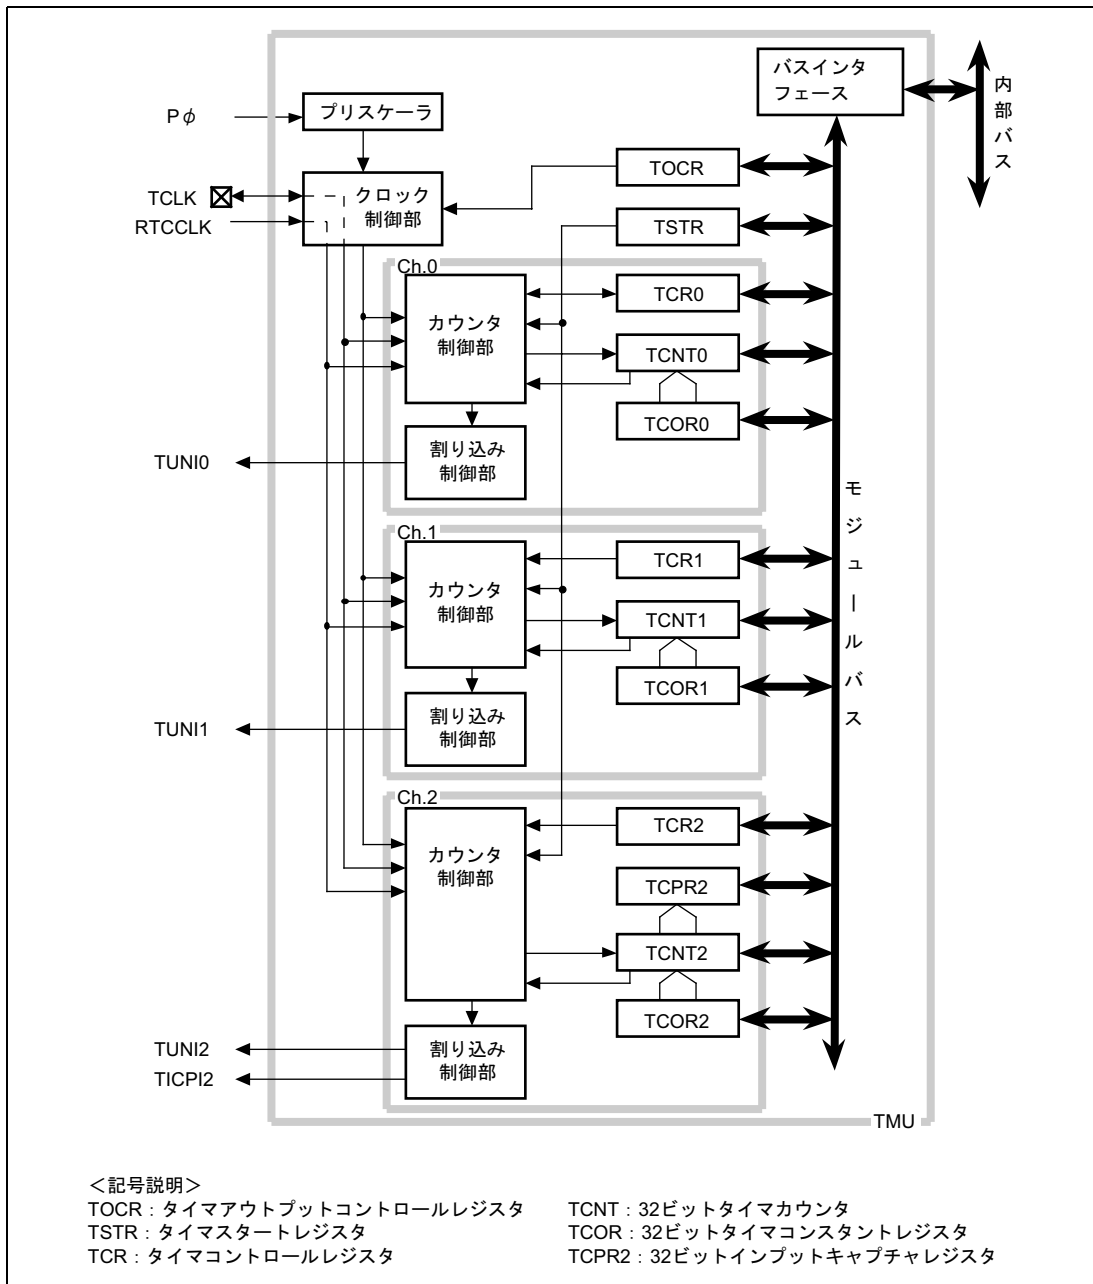 バスインタ
フェース
内部バス
Pφ
プリスケーラ
TCLK
RTCCLK
クロック
制御部
TOCR
TSTR
Ch.0
カウンタ
制御部
TCR0
TCNT0
TCOR0
割り込み
制御部
TUNI0
モジュールバス
Ch.1
カウンタ
制御部
TCR1
TCNT1
TCOR1
割り込み
制御部
TUNI1
Ch.2
カウンタ
制御部
TCR2
TCPR2
TCNT2
TCOR2
割り込み
制御部
TUNI2
TICPI2
TMU
＜記号説明＞
TOCR：タイマアウトプットコントロールレジスタ
TSTR：タイマスタートレジスタ
TCR：タイマコントロールレジスタ
TCNT：32ビットタイマカウンタ
TCOR：32ビットタイマコンスタントレジスタ
TCPR2：32ビットインプットキャプチャレジスタ